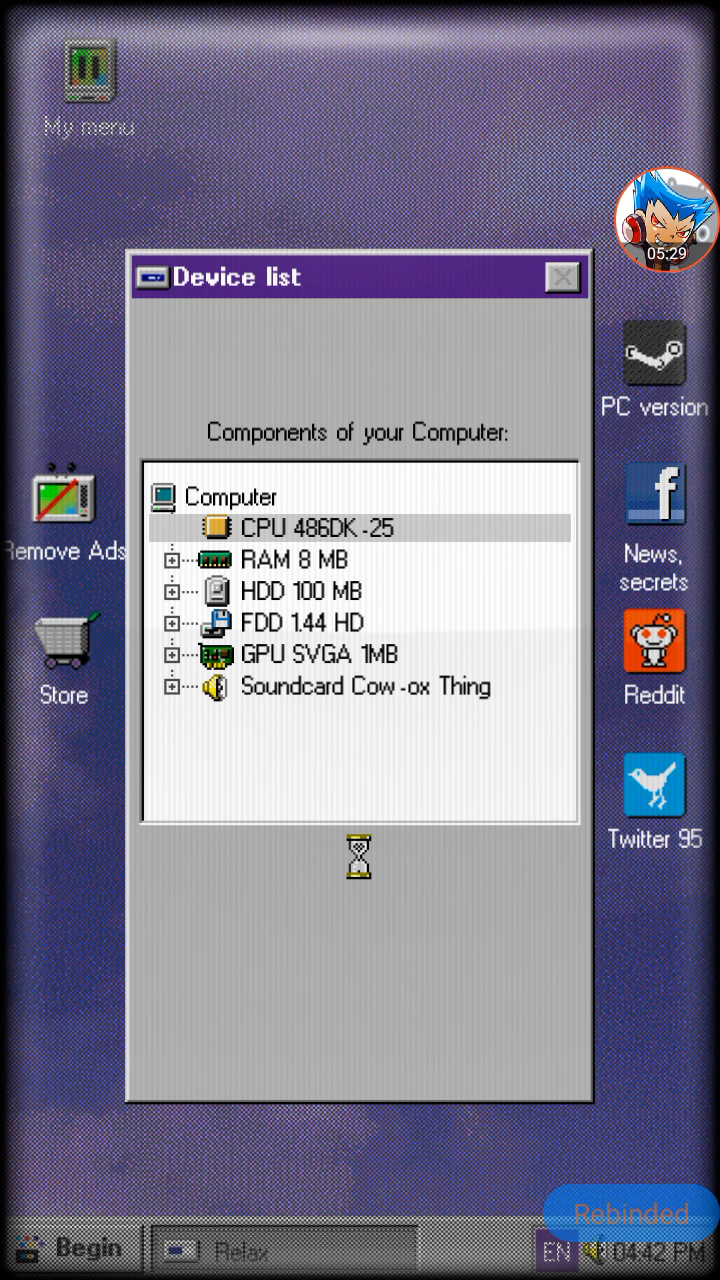 My menu
05:29
Device list
PC version
Components of your Computer:
Computer
CPU 486DK-25
RAM 8 MB
HDD 100 MB
FDD 1.44 HD
GPU SVGA 1MB
Soundcard Cow-ox Thing
Remove Ads
News,
secrets
Store
Reddit
Twitter 95
Rebinded
Begin
Relax
EN
04:42 PM